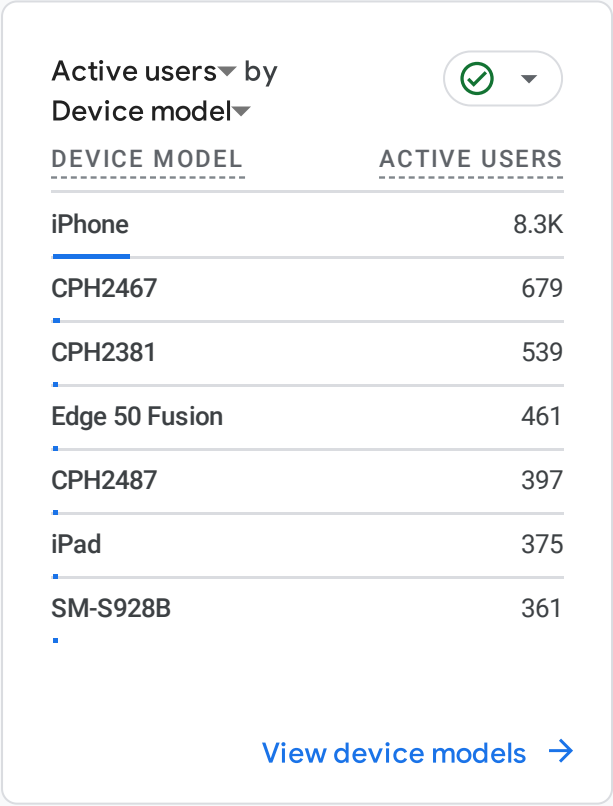 Active users by
Device model
DEVICE MODEL ACTIVE USERS
iPhone 8.3K
CPH2467 679
CPH2381 539
Edge 50 Fusion 461
CPH2487 397
iPad 375
SM-S928B 361
View device models